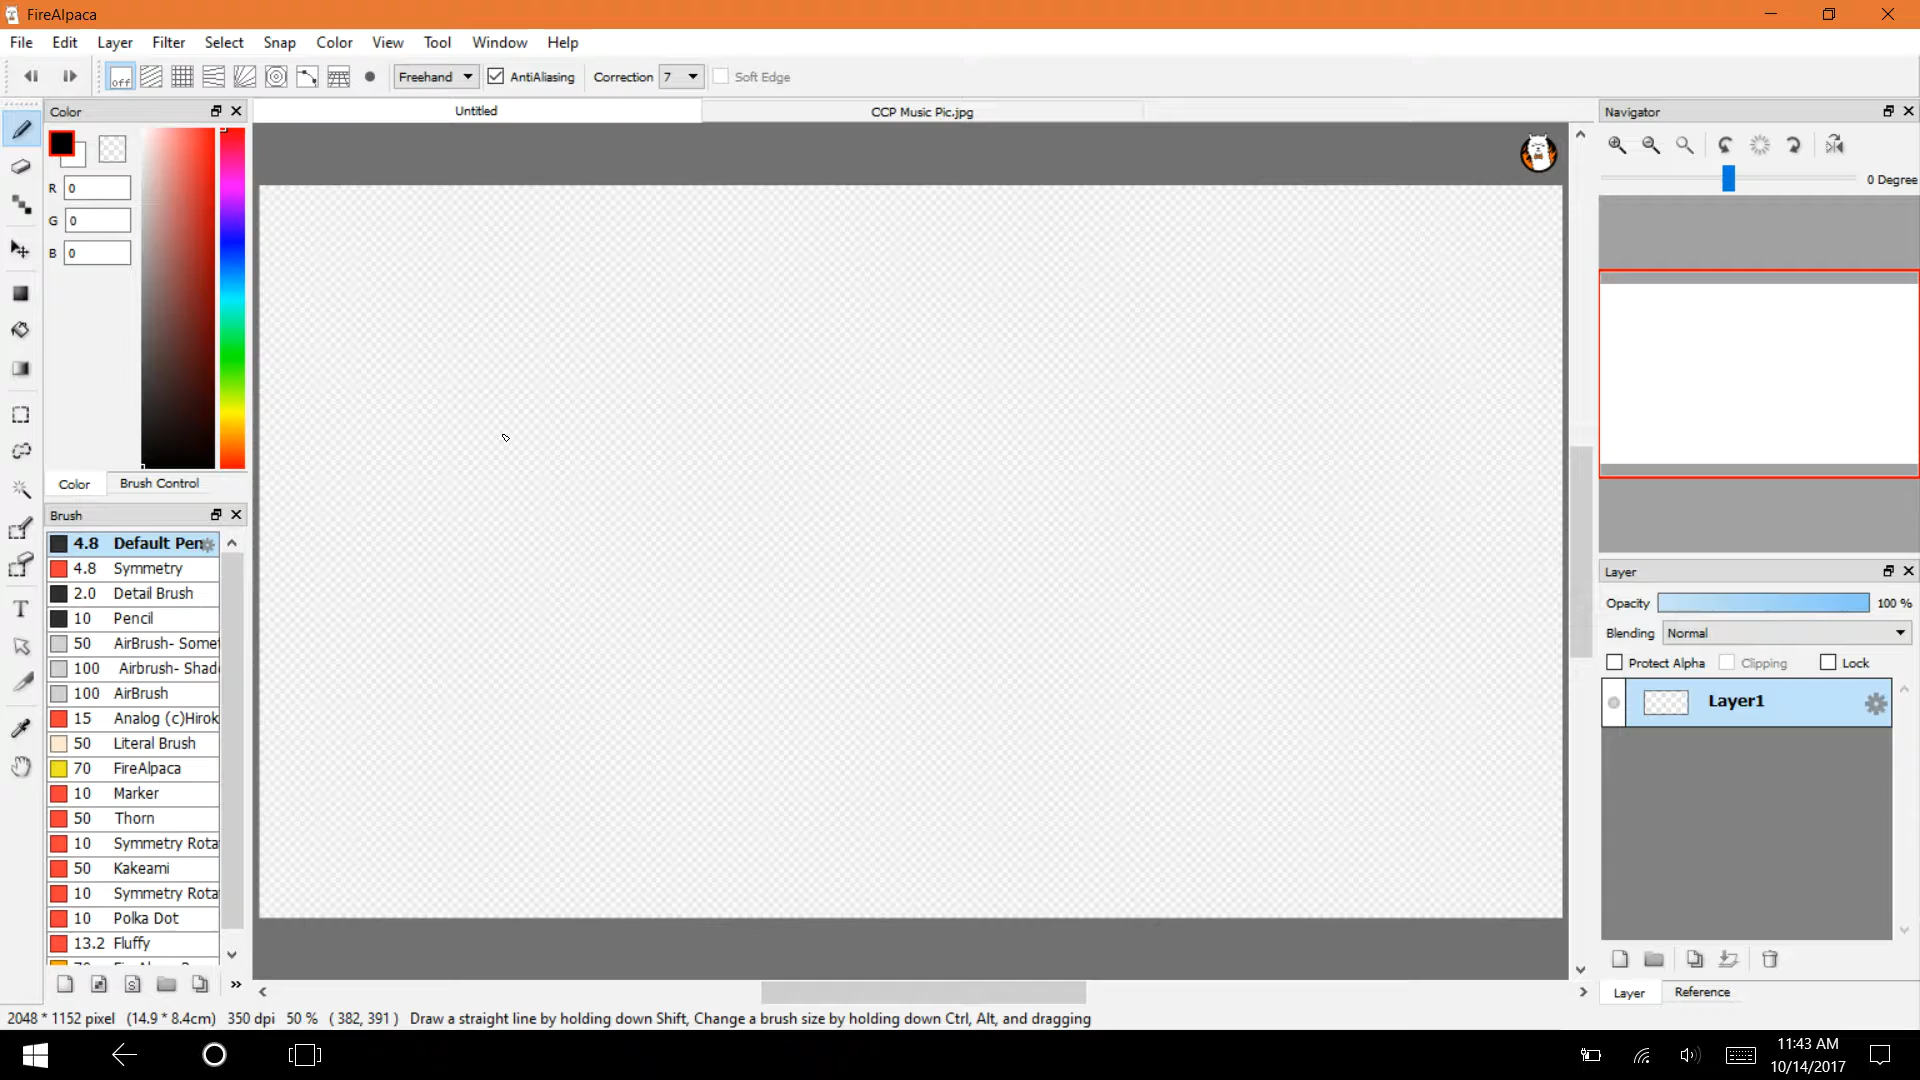 FireAlpaca
File Edit Layer Filter Select Snap Color View Tool Window Help
off Freehand AntiAliasing Correction 7 Soft Edge
Color
Untitled
CCP Music Pic.jpg
Navigator
0 Degree
R 0
G 0
B 0
Color Brush Control
Brush
4.8 Default Pen
4.8 Symmetry
2.0 Detail Brush
10 Pencil
50 AirBrush- Somet
100 Airbrush- Shad
100 AirBrush
15 Analog (c)Hirok
50 Literal Brush
70 FireAlpaca
10 Marker
50 Thorn
10 Symmetry Rota
50 Kakeami
10 Symmetry Rota
10 Polka Dot
13.2 Fluffy
Layer
Opacity 100 %
Blending Normal
Protect Alpha Clipping Lock
Layer1
Layer Reference
2048 * 1152 pixel (14.9 * 8.4cm) 350 dpi 50 % ( 382, 391 ) Draw a straight line by holding down Shift, Change a brush size by holding down Ctrl, Alt, and dragging
11:43 AM
10/14/2017